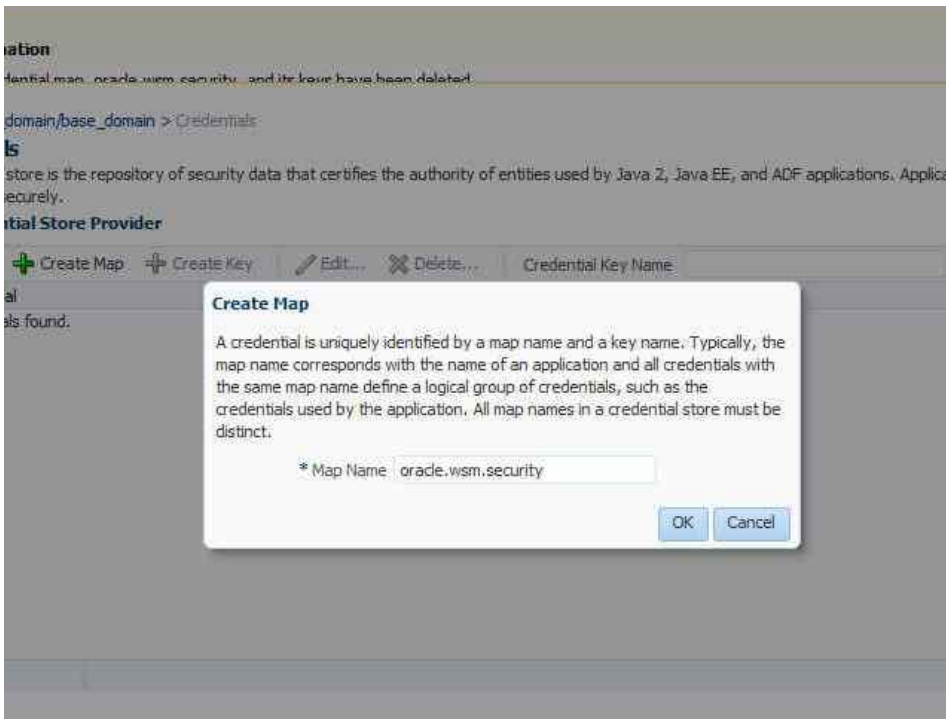 ation
dential map, oracle.wsm.security, and its keys have been deleted
domain/base_domain > Credentials
ls
store is the repository of security data that certifies the authority of entities used by Java 2, Java EE, and ADF applications. Applica
securely.
ntial Store Provider
Create Map Create Key Edit... Delete... Credential Key Name
al
als found.
Create Map
A credential is uniquely identified by a map name and a key name. Typically, the
map name corresponds with the name of an application and all credentials with
the same map name define a logical group of credentials, such as the
credentials used by the application. All map names in a credential store must be
distinct.
* Map Name oracle.wsm.security
OK Cancel